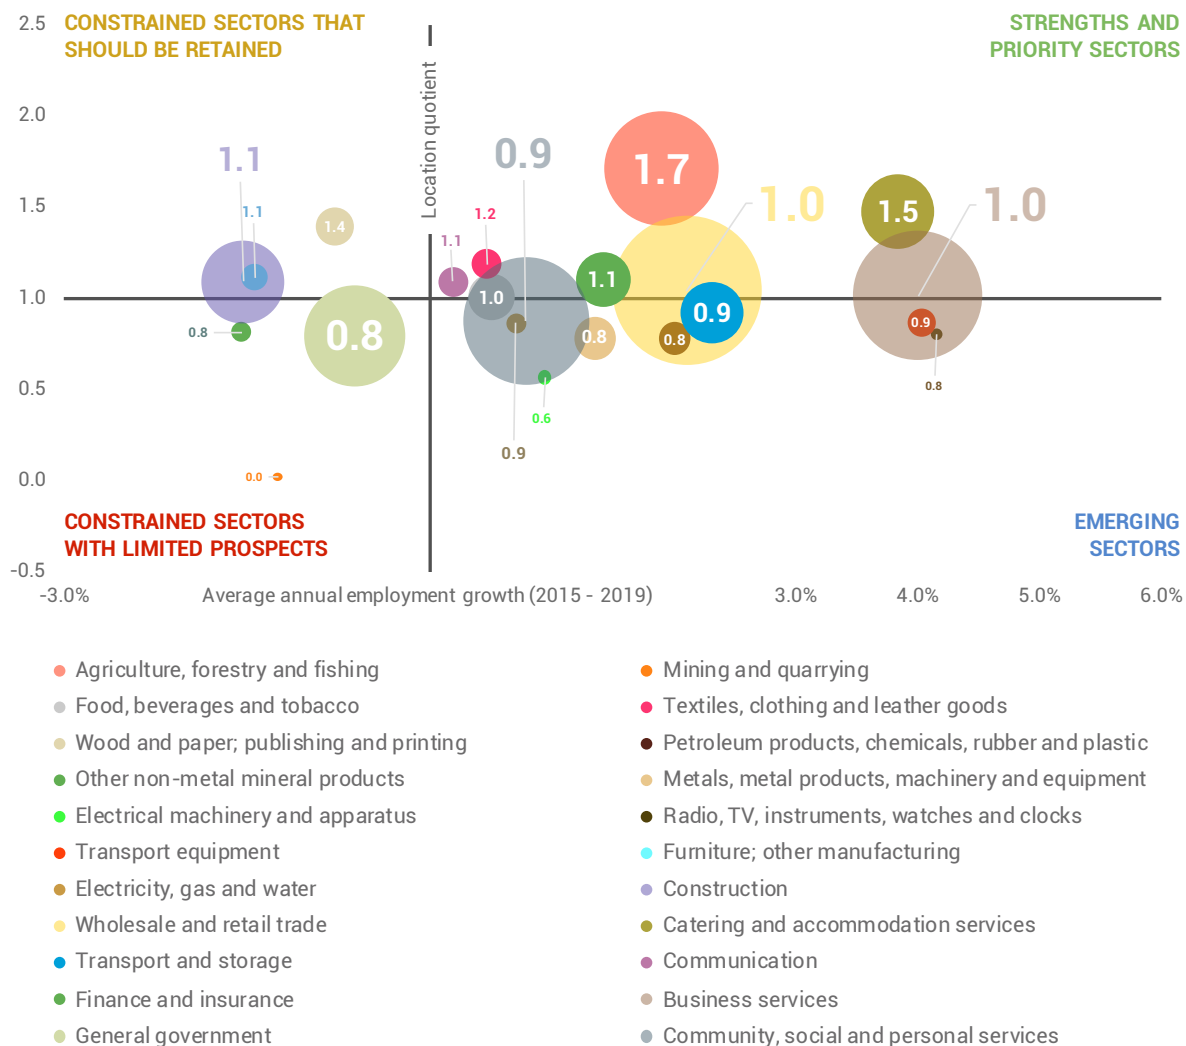 2.5
CONSTRAINED SECTORS THAT
SHOULD BE RETAINED
STRENGTHS AND
PRIORITY SECTORS
Location quotient
2.0
1.1
0.9
1.7
1.5
1.1
1.4
1.2
1.0
1.5
1.0
1.1
1.1
1.0
1.0
0.9
0.9
0.8
0.8
0.8
0.8
0.8
0.5
0.6
0.9
0.0
0.0
CONSTRAINED SECTORS
WITH LIMITED PROSPECTS
EMERGING
SECTORS
-0.5
-3.0%
Average annual employment growth (2015 - 2019)
3.0%
4.0%
5.0%
6.0%
Agriculture, forestry and fishing
Mining and quarrying
Food, beverages and tobacco
Textiles, clothing and leather goods
Wood and paper; publishing and printing
Petroleum products, chemicals, rubber and plastic
Other non-metal mineral products
Metals, metal products, machinery and equipment
Electrical machinery and apparatus
Radio, TV, instruments, watches and clocks
Transport equipment
Furniture; other manufacturing
Electricity, gas and water
Construction
Wholesale and retail trade
Catering and accommodation services
Transport and storage
Communication
Finance and insurance
Business services
General government
Community, social and personal services